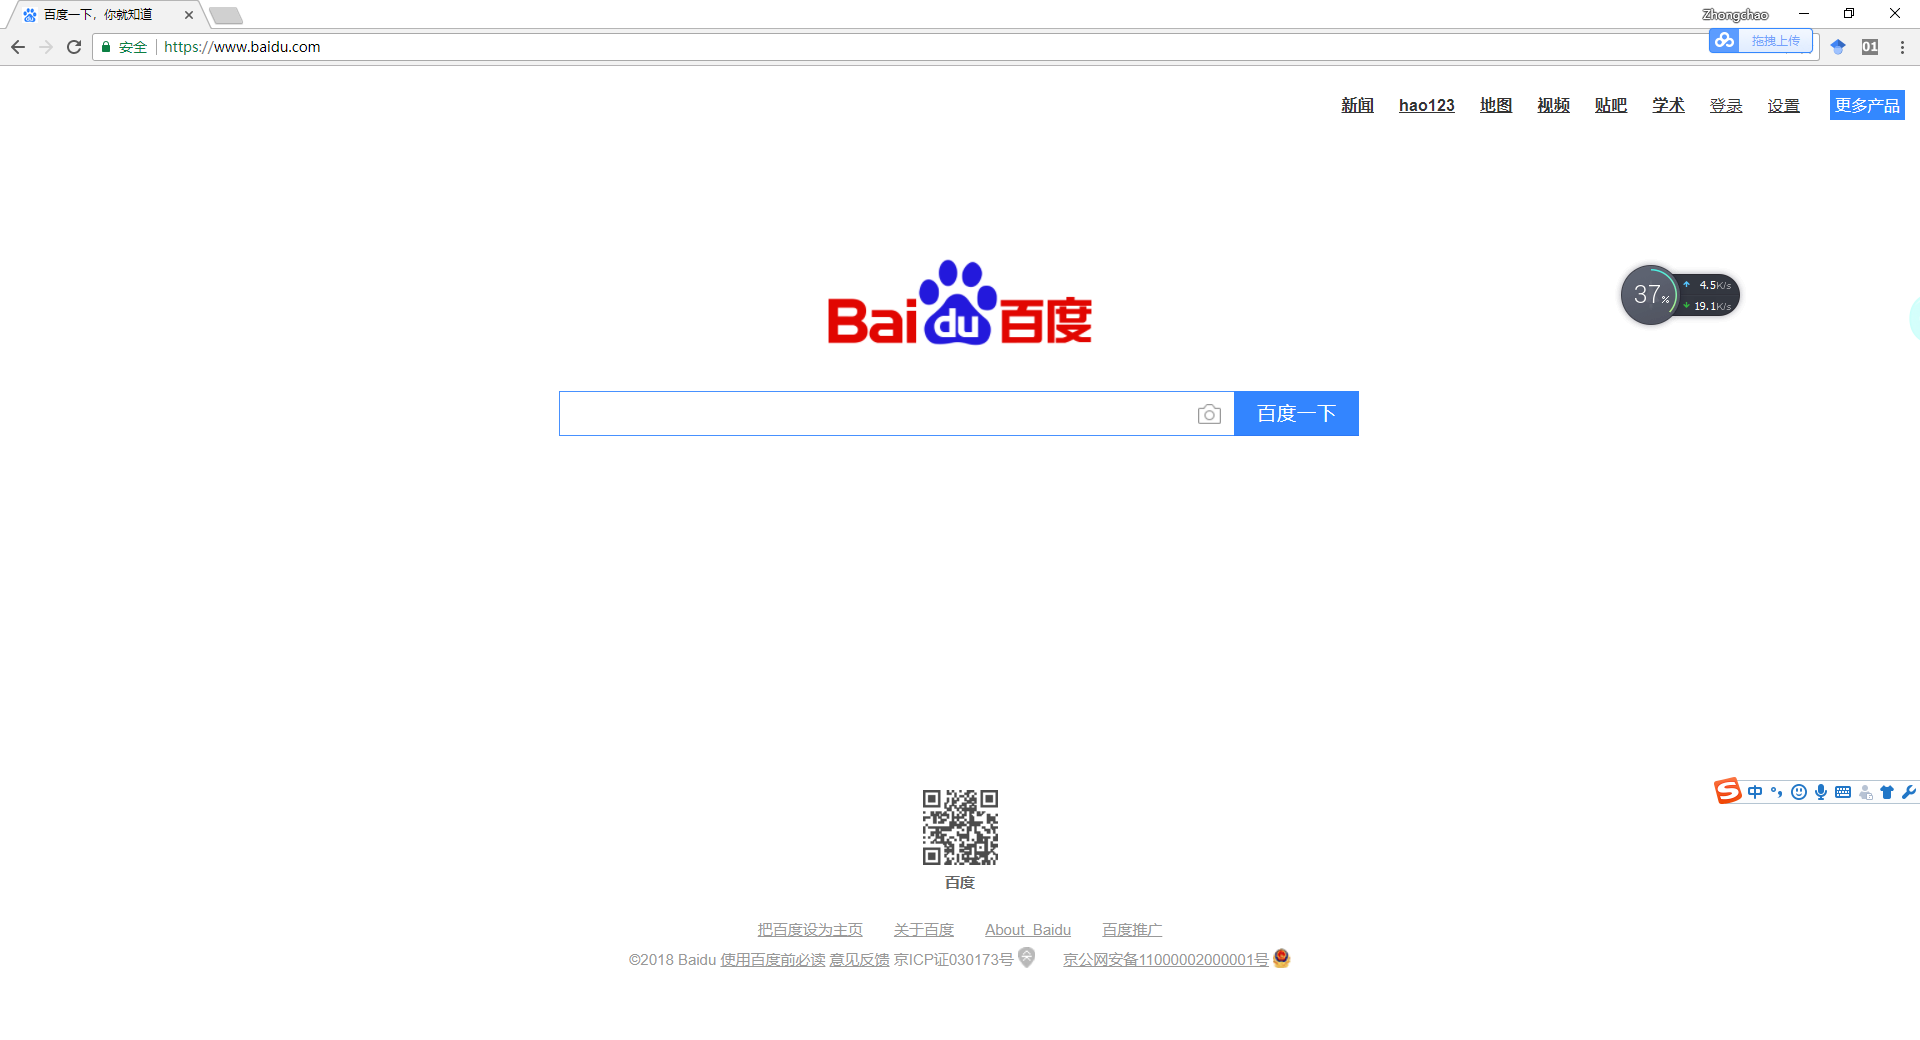 百度一下，你就知道
Zhongchao
安全 https://www.baidu.com
拖拽上传
01
新闻 hao123 地图 视频 贴吧 学术 登录 设置 更多产品
Bai du 百度
37%
4.5K/s
19.1K/s
百度一下
S 中
百度
把百度设为主页 关于百度 About Baidu 百度推广
©2018 Baidu 使用百度前必读 意见反馈 京ICP证030173号 京公网安备11000002000001号